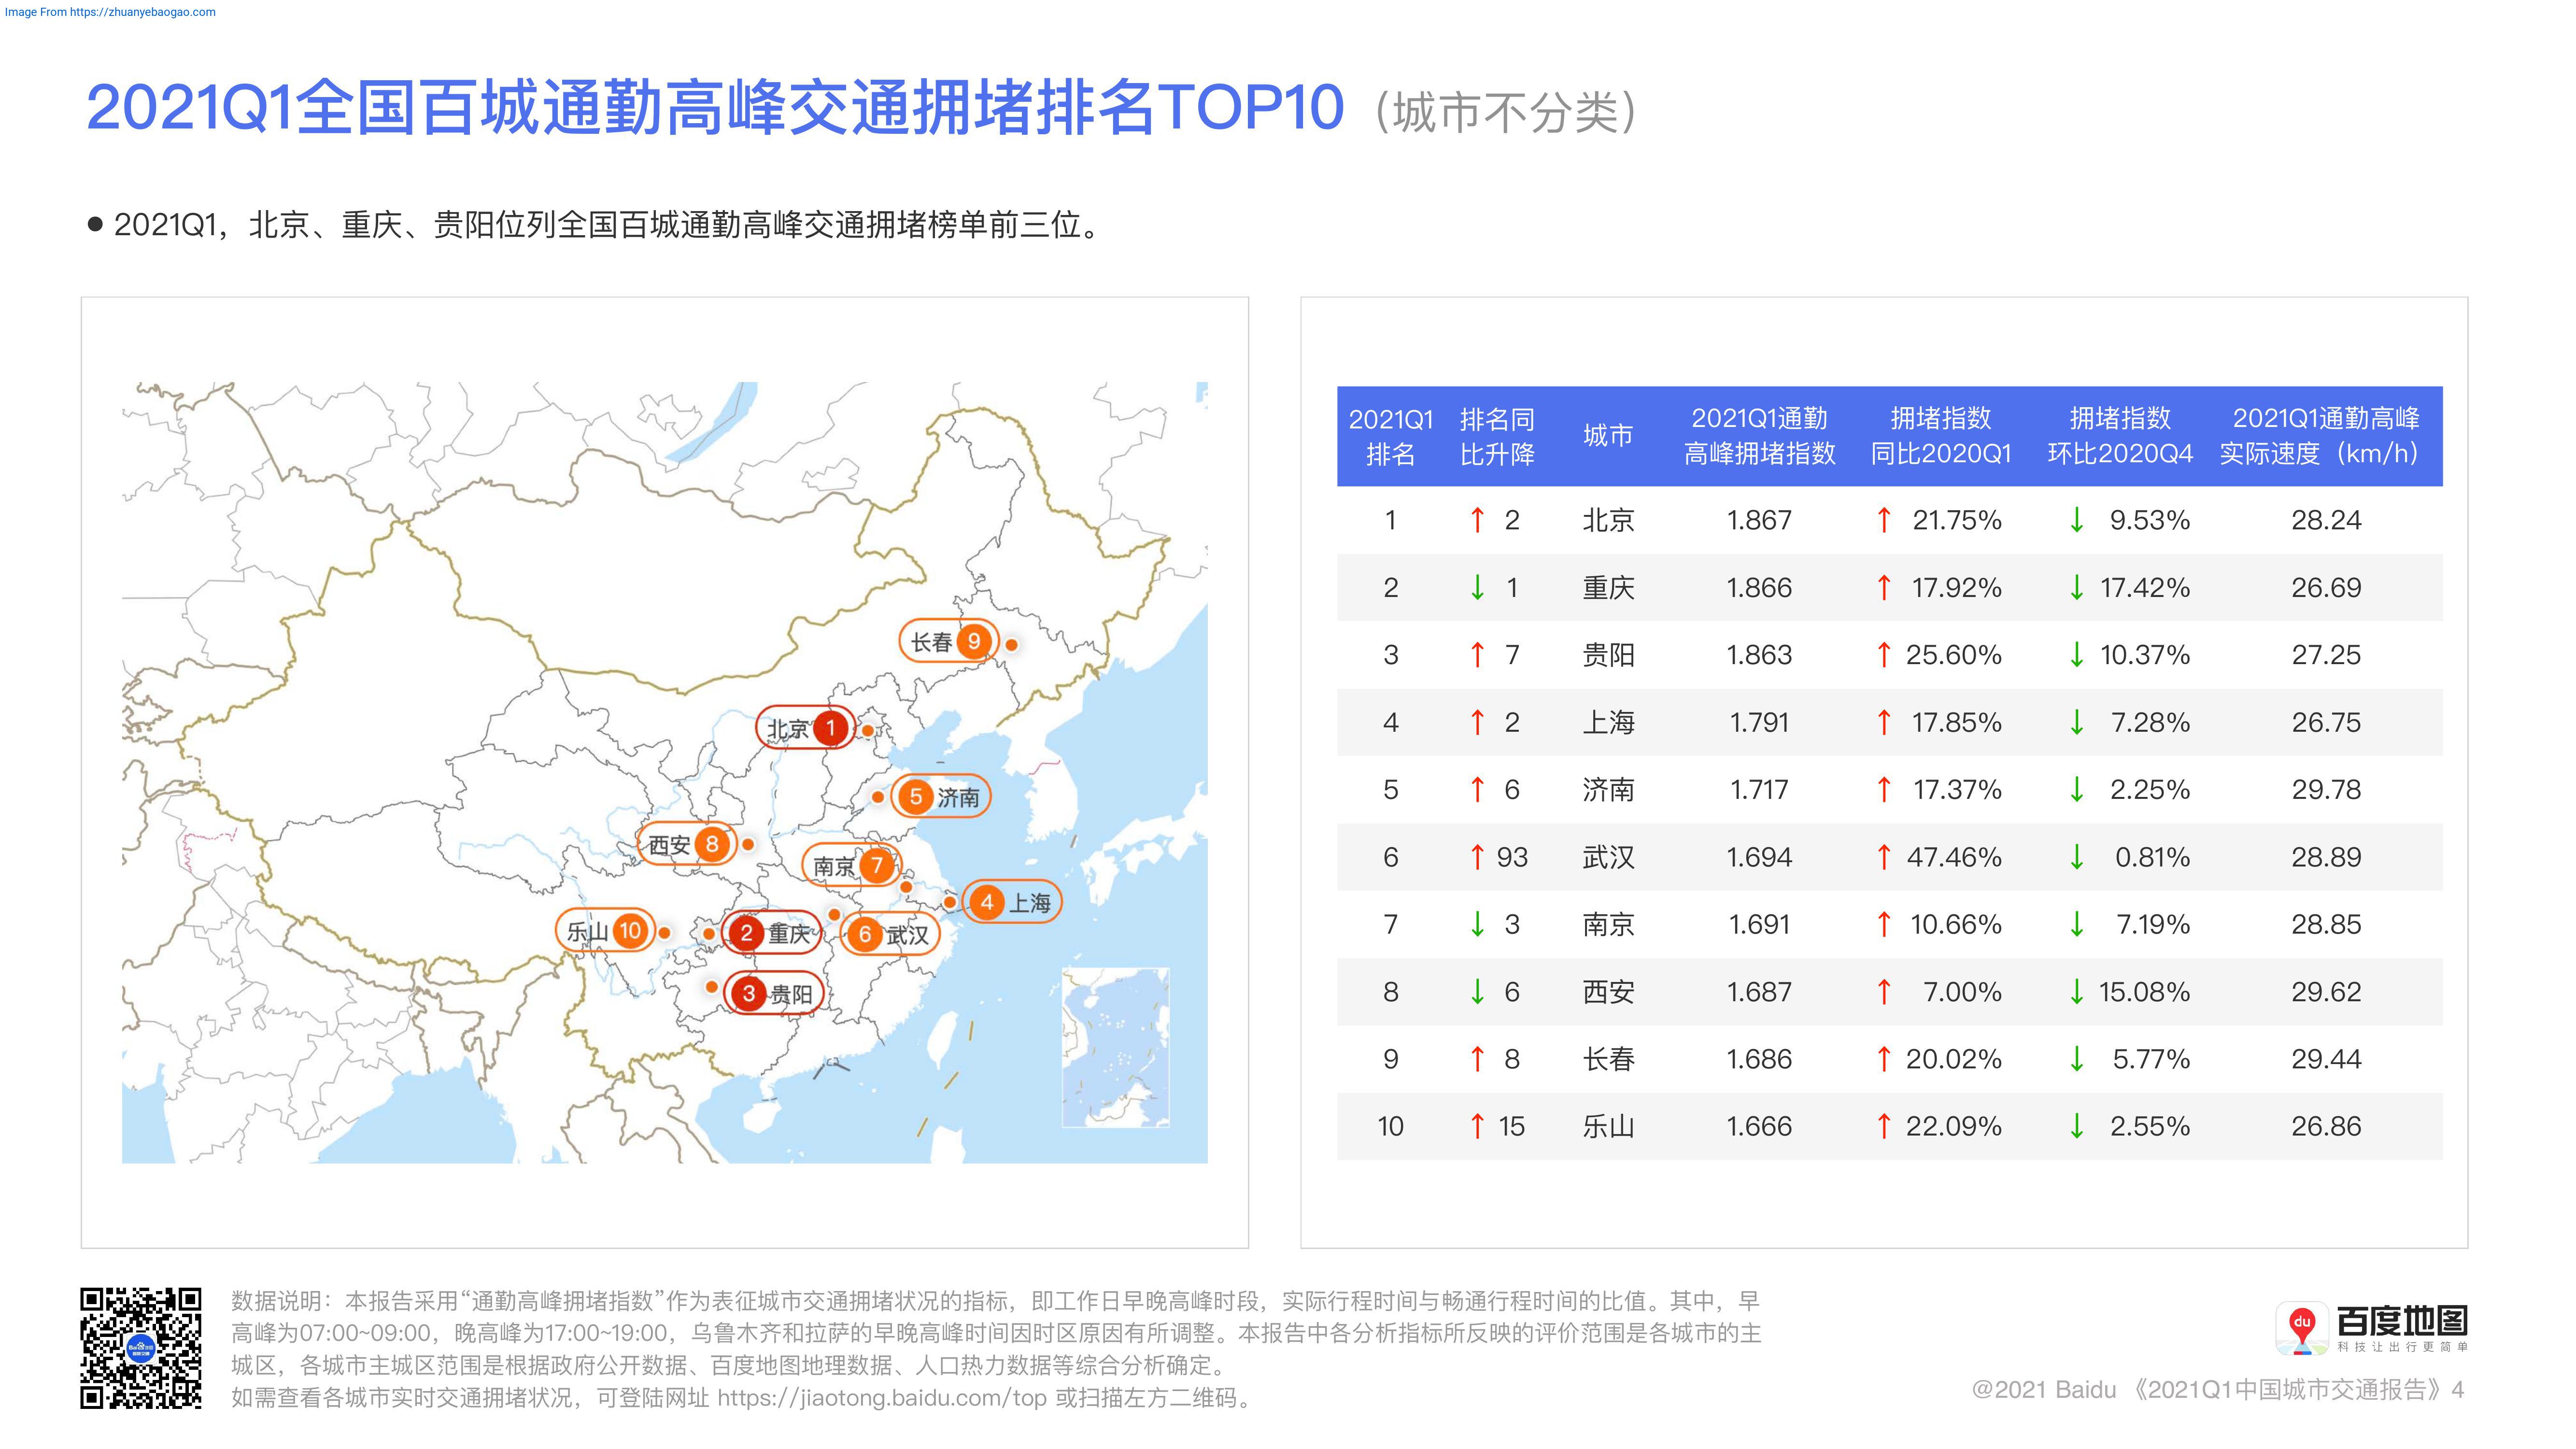 Image From https://zhuanyebaogao.com
2021Q1全国百城通勤高峰交通拥堵排名TOP10（城市不分类）
● 2021Q1，北京、重庆、贵阳位列全国百城通勤高峰交通拥堵榜单前三位。
长春 9
北京 1
5 济南
西安 8
南京 7
4 上海
乐山 10
2 重庆
6 武汉
3 贵阳
2021Q1排名 排名同比升降 城市 2021Q1通勤高峰拥堵指数 拥堵指数同比2020Q1 拥堵指数环比2020Q4 2021Q1通勤高峰实际速度（km/h）
1 ↑ 2 北京 1.867 ↑ 21.75% ↓ 9.53% 28.24
2 ↓ 1 重庆 1.866 ↑ 17.92% ↓ 17.42% 26.69
3 ↑ 7 贵阳 1.863 ↑ 25.60% ↓ 10.37% 27.25
4 ↑ 2 上海 1.791 ↑ 17.85% ↓ 7.28% 26.75
5 ↑ 6 济南 1.717 ↑ 17.37% ↓ 2.25% 29.78
6 ↑ 93 武汉 1.694 ↑ 47.46% ↓ 0.81% 28.89
7 ↓ 3 南京 1.691 ↑ 10.66% ↓ 7.19% 28.85
8 ↓ 6 西安 1.687 ↑ 7.00% ↓ 15.08% 29.62
9 ↑ 8 长春 1.686 ↑ 20.02% ↓ 5.77% 29.44
10 ↑ 15 乐山 1.666 ↑ 22.09% ↓ 2.55% 26.86
数据说明：本报告采用“通勤高峰拥堵指数”作为表征城市交通拥堵状况的指标，即工作日早晚高峰时段，实际行程时间与畅通行程时间的比值。其中，早
高峰为07:00~09:00，晚高峰为17:00~19:00，乌鲁木齐和拉萨的早晚高峰时间因时区原因有所调整。本报告中各分析指标所反映的评价范围是各城市的主
城区，各城市主城区范围是根据政府公开数据、百度地图地理数据、人口热力数据等综合分析确定。
如需查看各城市实时交通拥堵状况，可登陆网址 https://jiaotong.baidu.com/top 或扫描左方二维码。
du 百度地图
科技让出行更简单
@2021 Baidu 《2021Q1中国城市交通报告》4